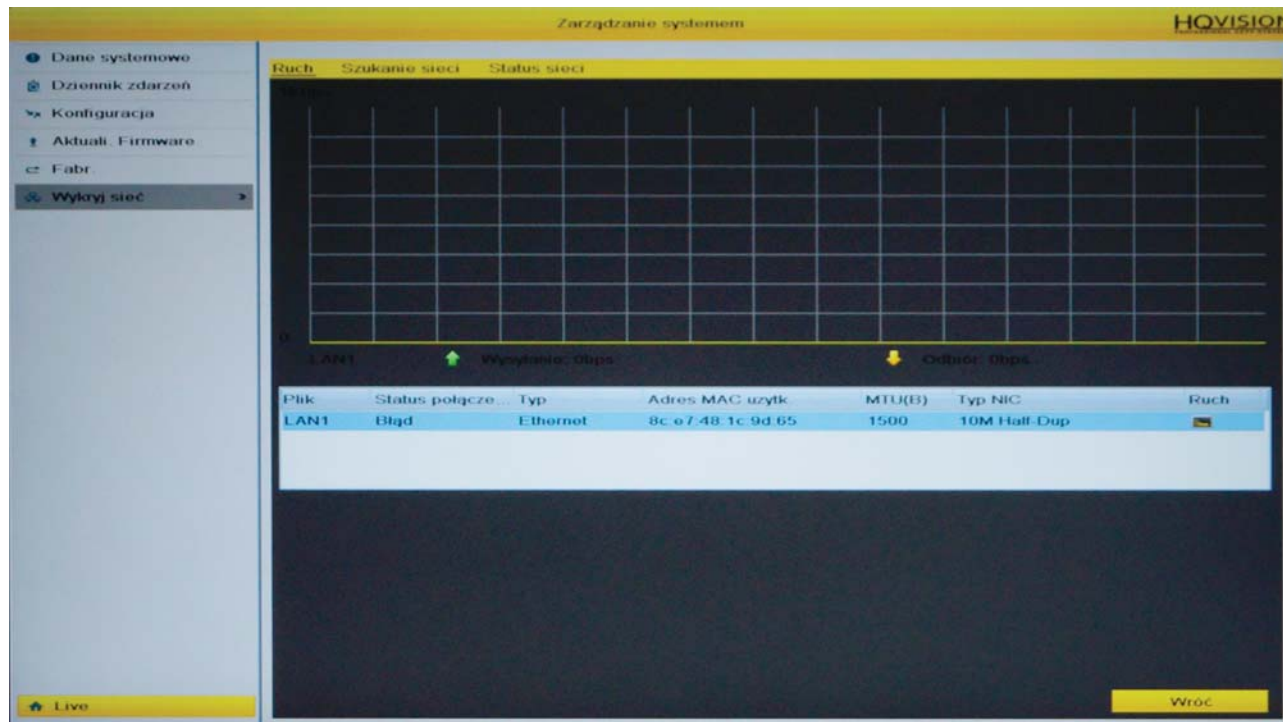 Zarządzanie systemem
HQVISION
Dane systemowe
Dziennik zdarzeń
Konfiguracja
Aktuali. Firmware
Fabr.
Wykryj sieć >
Live
Ruch Szukanie sieci Status sieci
0
LAN1 Wysyłanie: 0bps Odbiór: 0bps
Plik Status połącze... Typ Adres MAC uzytk. MTU(B) Typ NIC Ruch
LAN1 Błąd Ethernet 8c:e7:48:1c:9d:65 1500 10M Half-Dup
Wróć